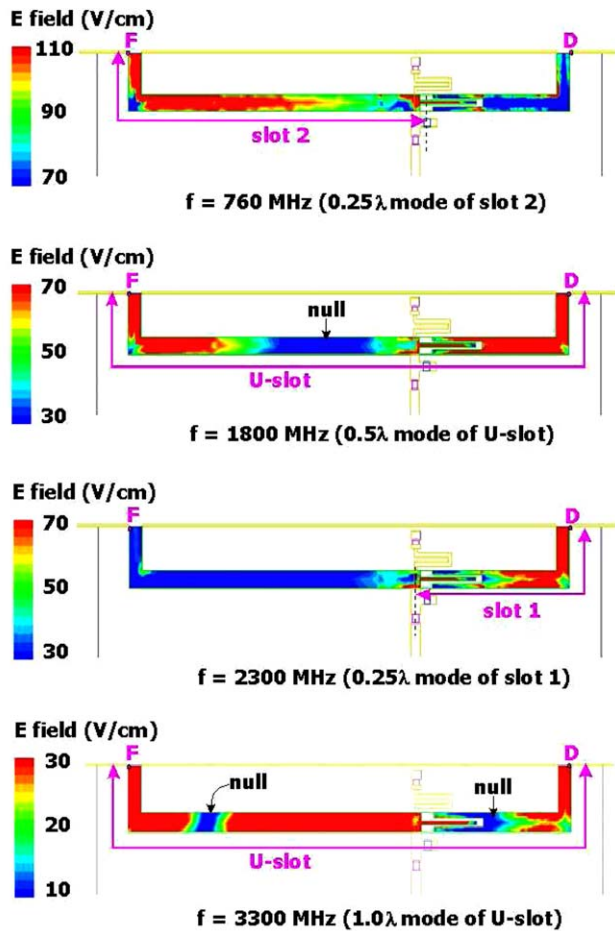 E field (V/cm)
F
D
110
90
70
slot 2
f = 760 MHz (0.25λ mode of slot 2)
E field (V/cm)
F
D
70
50
30
null
U-slot
f = 1800 MHz (0.5λ mode of U-slot)
E field (V/cm)
F
D
70
50
30
slot 1
f = 2300 MHz (0.25λ mode of slot 1)
E field (V/cm)
F
D
30
20
10
null
null
U-slot
f = 3300 MHz (1.0λ mode of U-slot)